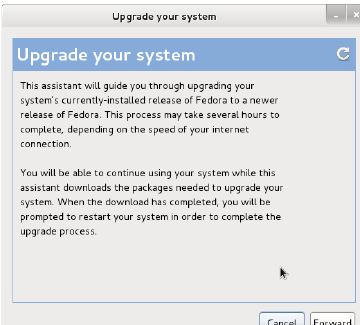 Upgrade your system
Upgrade your system
This assistant will guide you through upgrading your
system's currently-installed release of Fedora to a newer
release of Fedora. This process may take several hours to
complete, depending on the speed of your internet
connection.
You will be able to continue using your system while this
assistant downloads the packages needed to upgrade your
system. When the download has completed, you will be
prompted to restart your system in order to complete the
upgrade process.
Cancel Forward